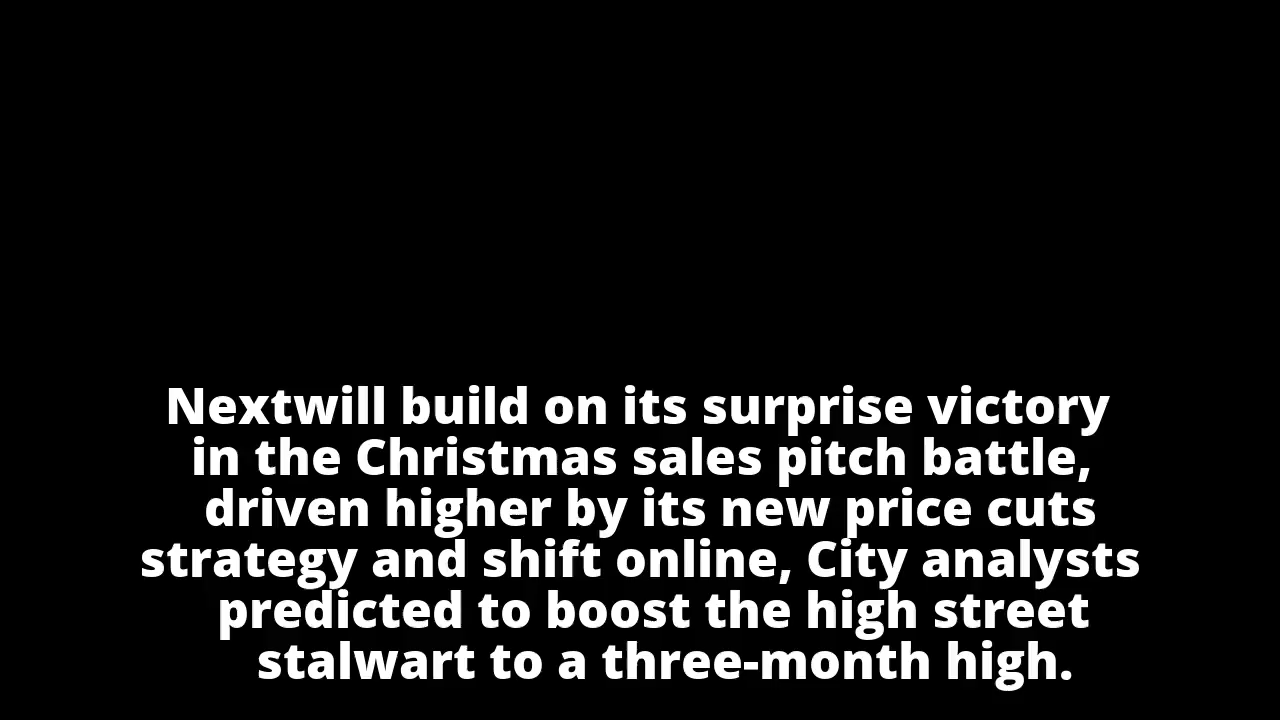 Nextwill build on its surprise victory
in the Christmas sales pitch battle,
driven higher by its new price cuts
strategy and shift online, City analysts
predicted to boost the high street
stalwart to a three-month high.